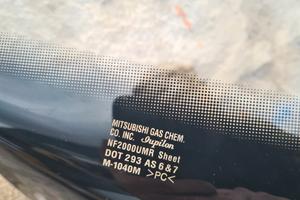 MITSUBISHI GAS CHEM.
CO. INC. Iupilon
NF2000UMR Sheet
DOT 293 AS 6 & 7
M-1040M >PC<